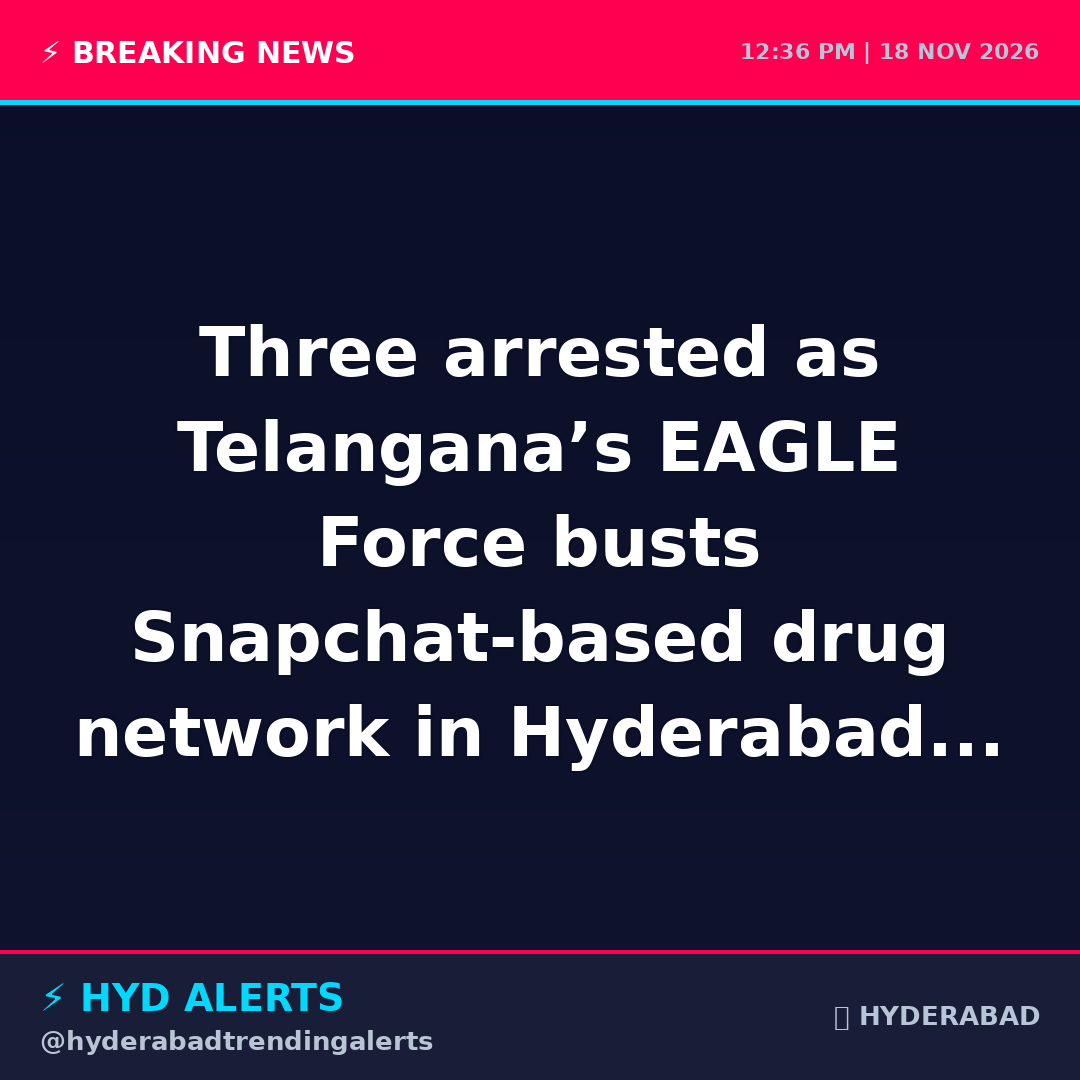 ⚡ BREAKING NEWS
12:36 PM | 18 NOV 2026
Three arrested as
Telangana’s EAGLE
Force busts
Snapchat-based drug
network in Hyderabad...
⚡ HYD ALERTS
@hyderabadtrendingalerts
HYDERABAD